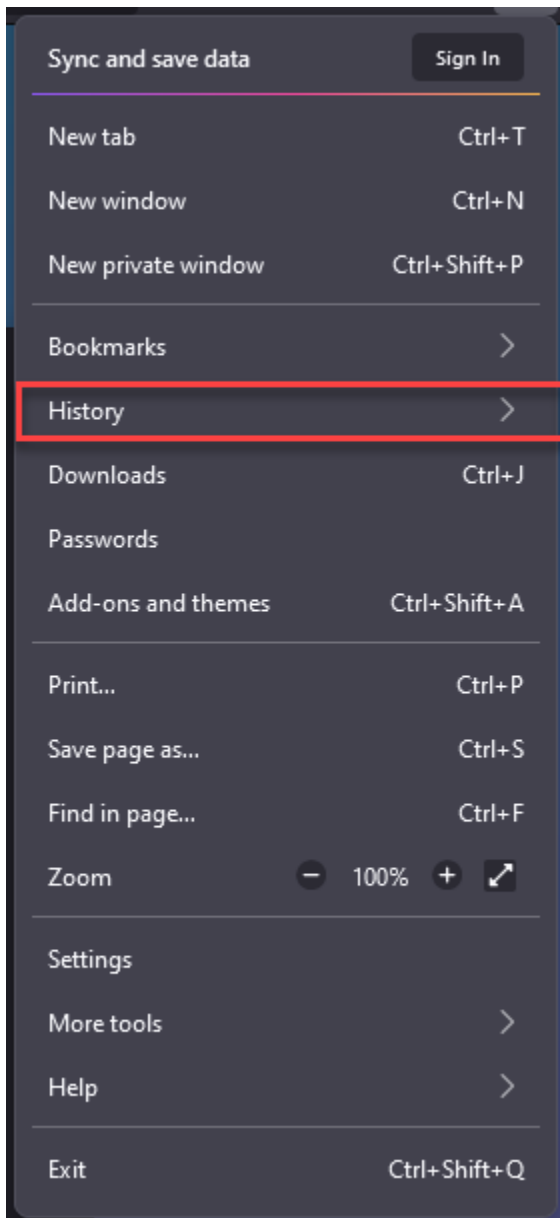 Sync and save data Sign In
New tab Ctrl+T
New window Ctrl+N
New private window Ctrl+Shift+P
Bookmarks
History
Downloads Ctrl+J
Passwords
Add-ons and themes Ctrl+Shift+A
Print... Ctrl+P
Save page as... Ctrl+S
Find in page... Ctrl+F
Zoom 100%
Settings
More tools
Help
Exit Ctrl+Shift+Q